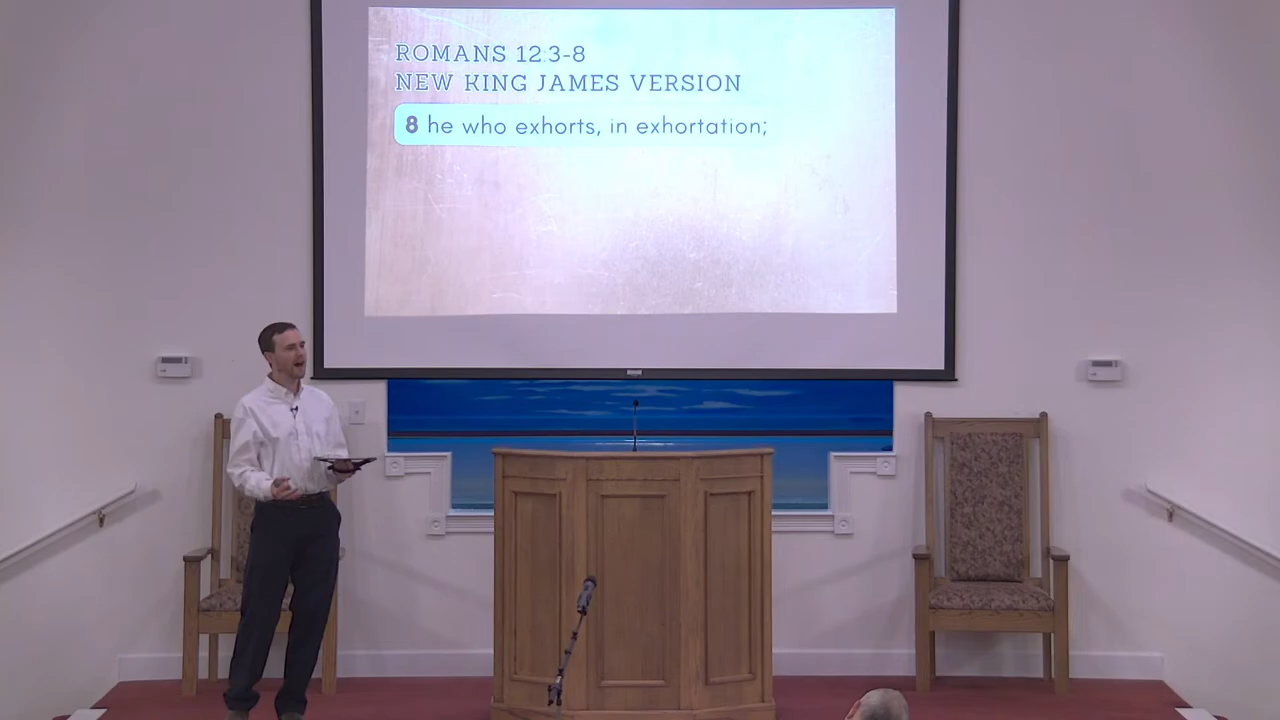 ROMANS 12:3-8
NEW KING JAMES VERSION
8 he who exhorts, in exhortation;